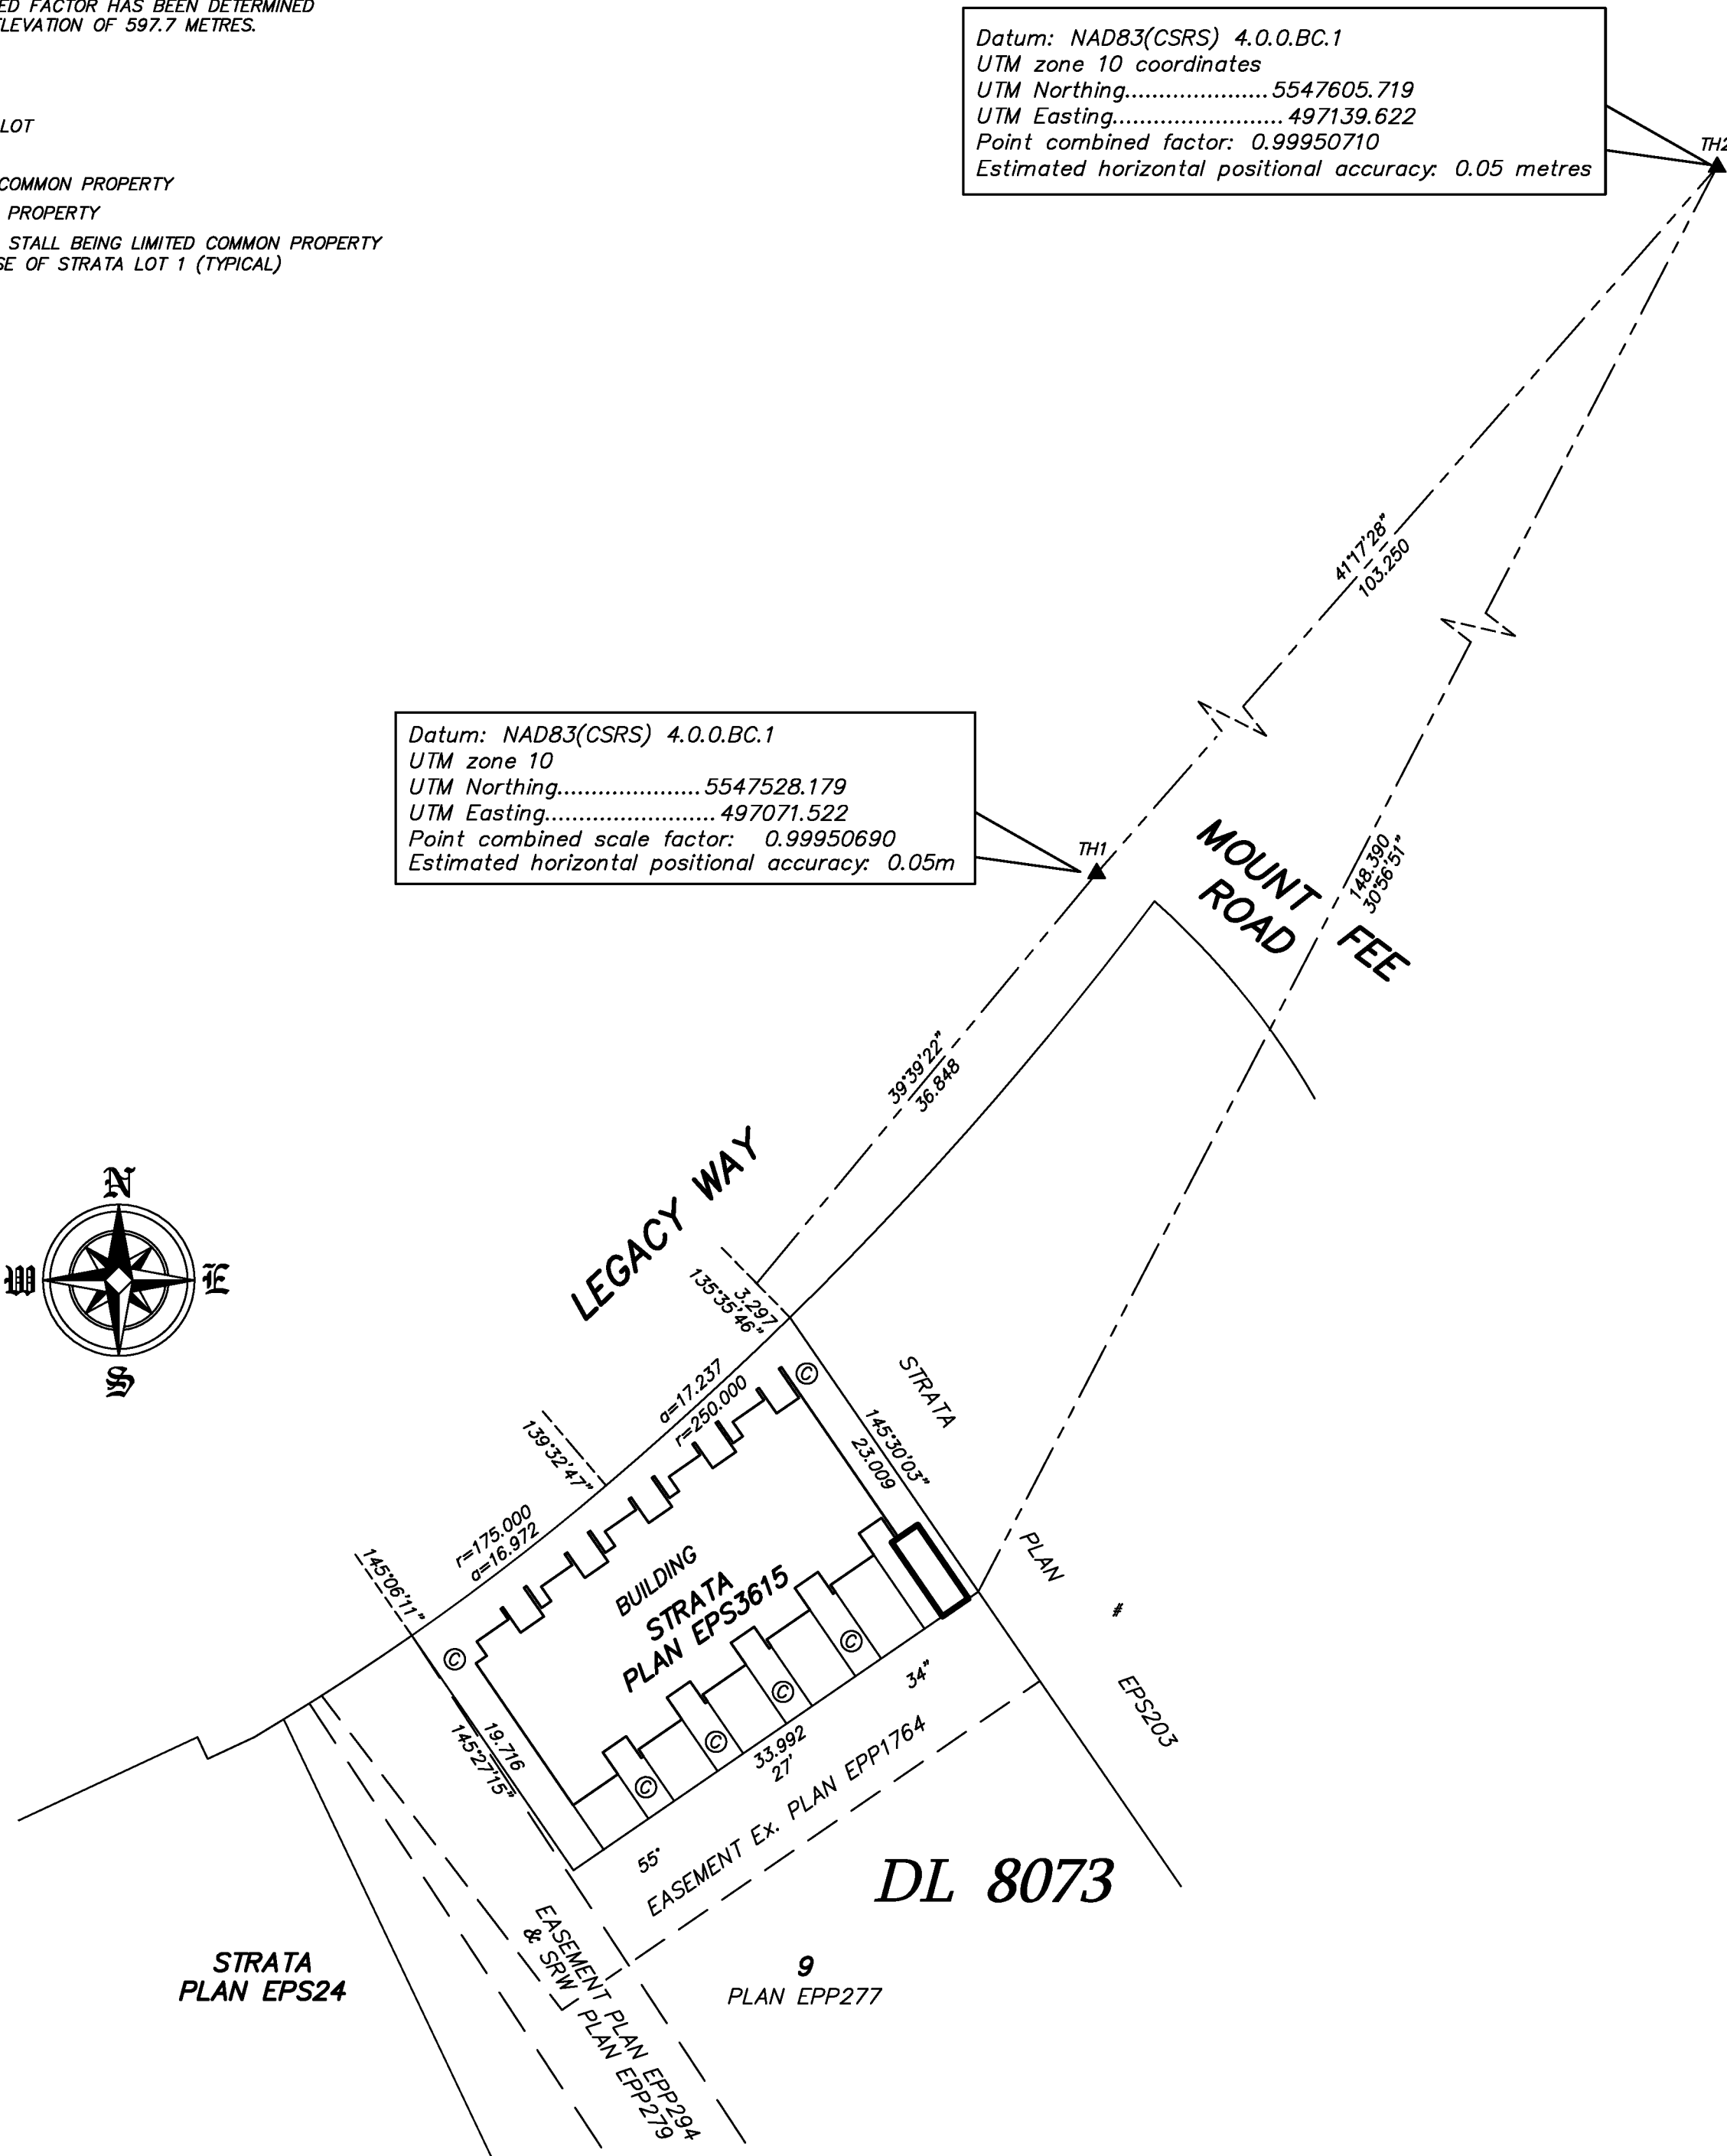 ED FACTOR HAS BEEN DETERMINED
ELEVATION OF 597.7 METRES.
LOT
COMMON PROPERTY
PROPERTY
STALL BEING LIMITED COMMON PROPERTY
SE OF STRATA LOT 1 (TYPICAL)
Datum: NAD83(CSRS) 4.0.0.BC.1
UTM zone 10 coordinates
UTM Northing.....................5547605.719
UTM Easting.........................497139.622
Point combined factor: 0.99950710
Estimated horizontal positional accuracy: 0.05 metres
TH2
41°17'28"
103.250
Datum: NAD83(CSRS) 4.0.0.BC.1
UTM zone 10
UTM Northing.....................5547528.179
UTM Easting.........................497071.522
Point combined scale factor: 0.99950690
Estimated horizontal positional accuracy: 0.05m
TH1
MOUNT FEE
ROAD
148.390
30°56'51"
39°39'22"
36.848
LEGACY WAY
N
W
E
S
3.297
135°35'46"
a=17.237
r=250.000
139°32'47"
r=175.000
a=16.972
145°06'11"
STRATA
PLAN
#
EPS203
145°30'03"
23.009
BUILDING
STRATA
PLAN EPS3615
©
©
©
©
©
©
19.716
145°27'15"
55°
33.992
27'
34"
EASEMENT Ex. PLAN EPP1764
DL 8073
9
PLAN EPP277
STRATA
PLAN EPS24
EASEMENT PLAN EPP294
& SRW PLAN EPP279